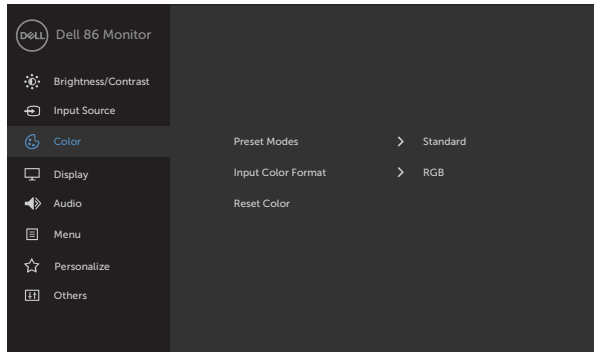 DELL
Dell 86 Monitor
Brightness/Contrast
Input Source
Color
Preset Modes
Standard
Display
Input Color Format
RGB
Audio
Reset Color
Menu
Personalize
Others